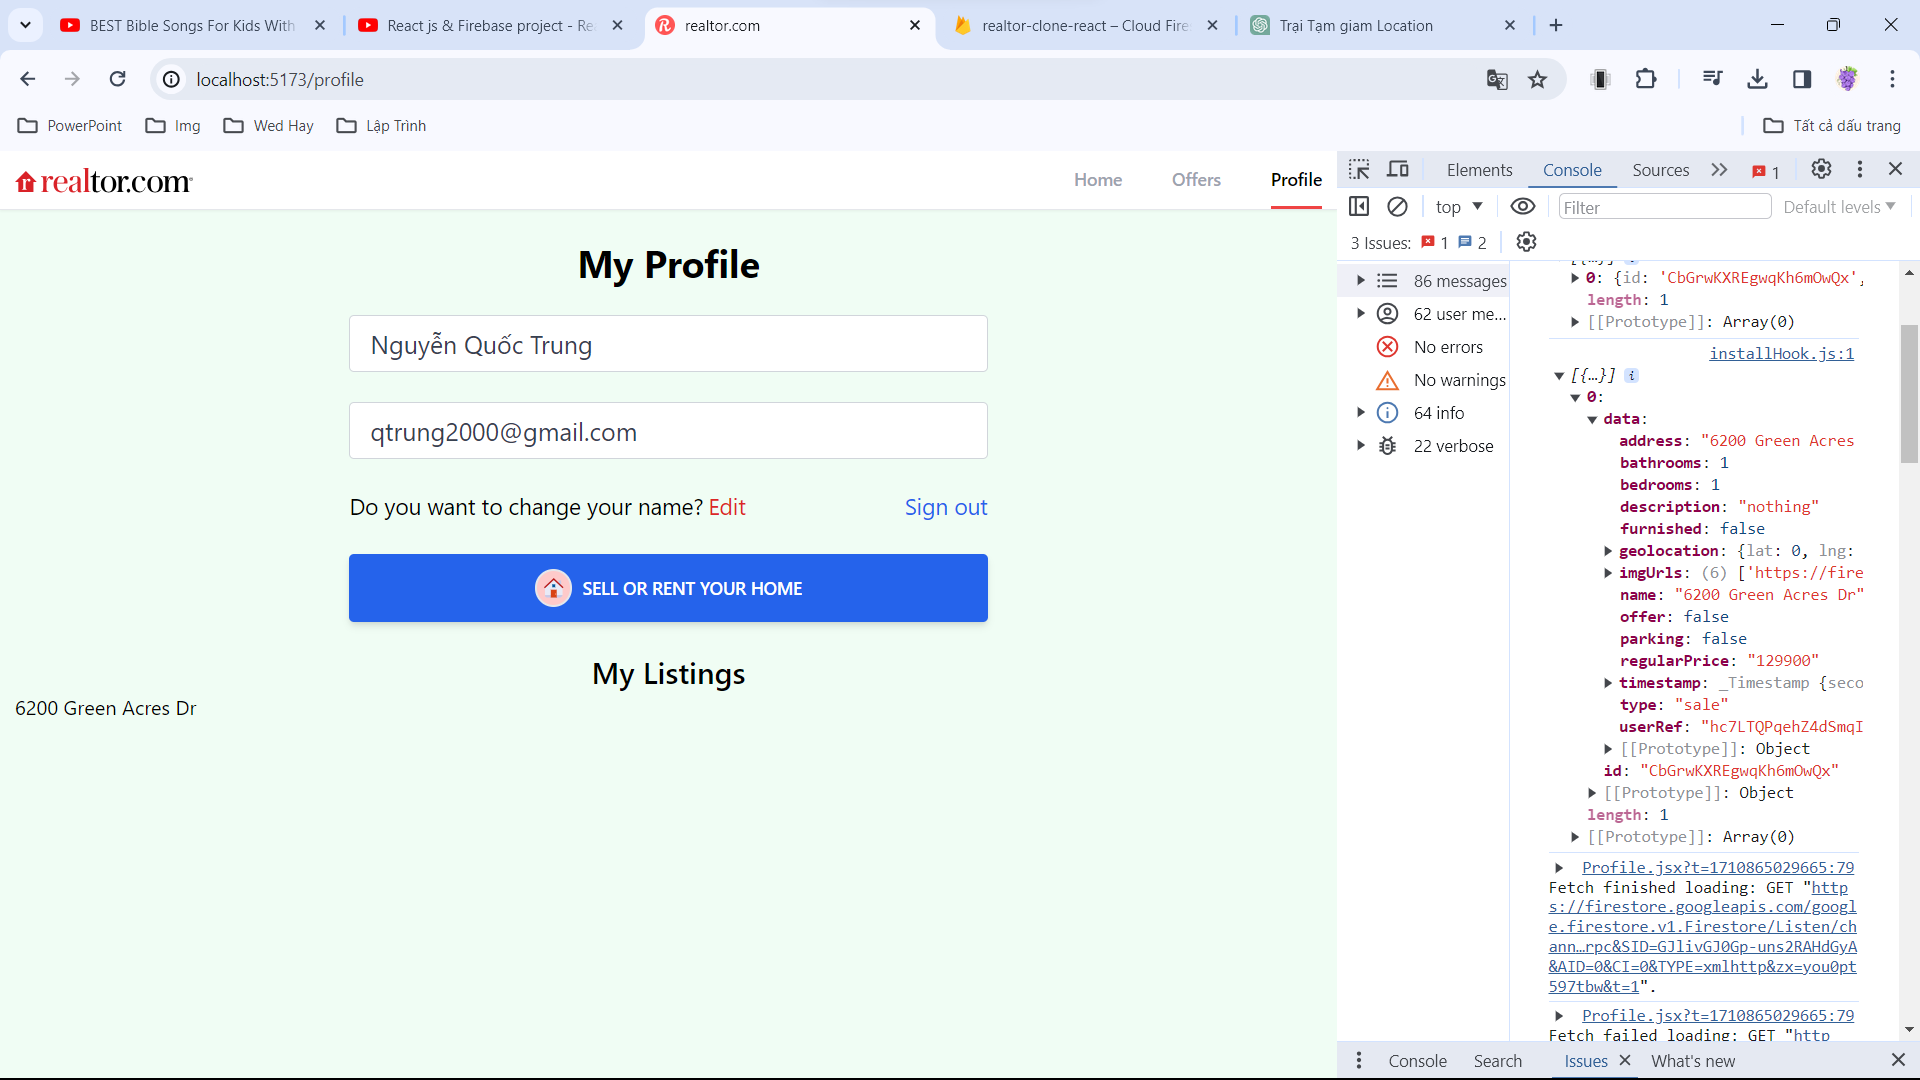 BEST Bible Songs For Kids With
React js & Firebase project - Re
realtor.com
realtor-clone-react – Cloud Fire
Trại Tạm giam Location
localhost:5173/profile
PowerPoint
Img
Wed Hay
Lập Trình
Tất cả dấu trang
realtor.com
Home
Offers
Profile
My Profile
Nguyễn Quốc Trung
qtrung2000@gmail.com
Do you want to change your name? Edit
Sign out
SELL OR RENT YOUR HOME
My Listings
6200 Green Acres Dr
Elements
Console
Sources
1
top
Filter
Default levels
3 Issues: 1 2
86 messages
62 user me...
No errors
No warnings
64 info
22 verbose
0: {id: 'CbGrwKXREgwqKh6mOwQx',
length: 1
[[Prototype]]: Array(0)
installHook.js:1
[{…}]
0:
data:
address: "6200 Green Acres
bathrooms: 1
bedrooms: 1
description: "nothing"
furnished: false
geolocation: {lat: 0, lng:
imgUrls: (6) ['https://fire
name: "6200 Green Acres Dr"
offer: false
parking: false
regularPrice: "129900"
timestamp: _Timestamp {seco
type: "sale"
userRef: "hc7LTQPqehZ4dSmqI
[[Prototype]]: Object
id: "CbGrwKXREgwqKh6mOwQx"
[[Prototype]]: Object
length: 1
[[Prototype]]: Array(0)
Profile.jsx?t=1710865029665:79
Fetch finished loading: GET "http
s://firestore.googleapis.com/googl
e.firestore.v1.Firestore/Listen/ch
ann…rpc&SID=GJlivGJ0Gp-uns2RAHdGyA
&AID=0&CI=0&TYPE=xmlhttp&zx=you0pt
597tbw&t=1".
Profile.jsx?t=1710865029665:79
Fetch failed loading: GET "http
Console
Search
Issues
What's new